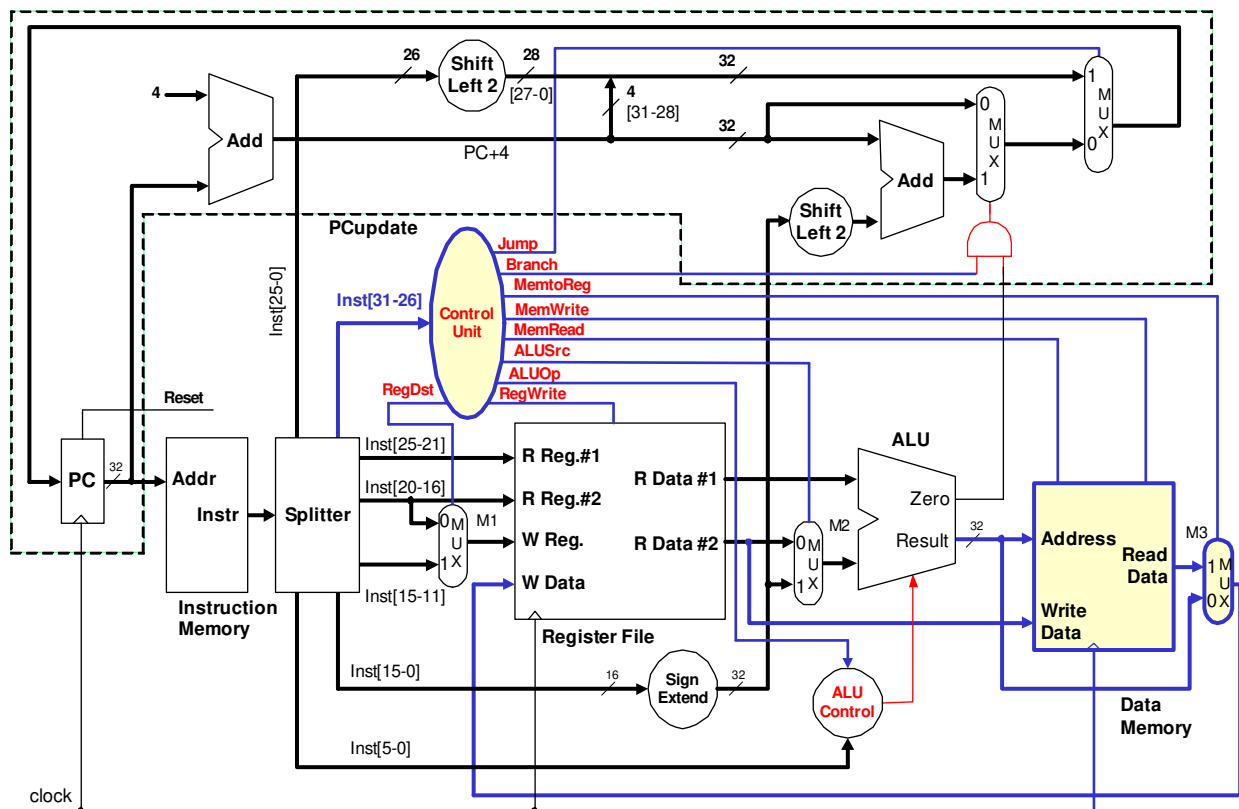 26
Shift
Left 2
28
[27-0]
32
4
[31-28]
4
Add
PC+4
32
0
M
U
X
1
1
M
U
X
0
Add
Shift
Left 2
PCupdate
Inst[25-0]
Inst[31-26]
Control
Unit
Jump
Branch
MemtoReg
MemWrite
MemRead
ALUSrc
ALUOp
RegWrite
RegDst
Reset
PC
32
Addr
Instr
Instruction
Memory
Splitter
Inst[25-21]
Inst[20-16]
Inst[15-11]
0
M
U
X
1
M1
R Reg.#1
R Reg.#2
W Reg.
W Data
R Data #1
R Data #2
Register File
0
M
U
X
1
M2
ALU
Zero
Result
32
Address
Read
Data
Write
Data
Data
Memory
M3
1
M
U
X
0
Inst[15-0]
16
Sign
Extend
32
ALU
Control
Inst[5-0]
clock